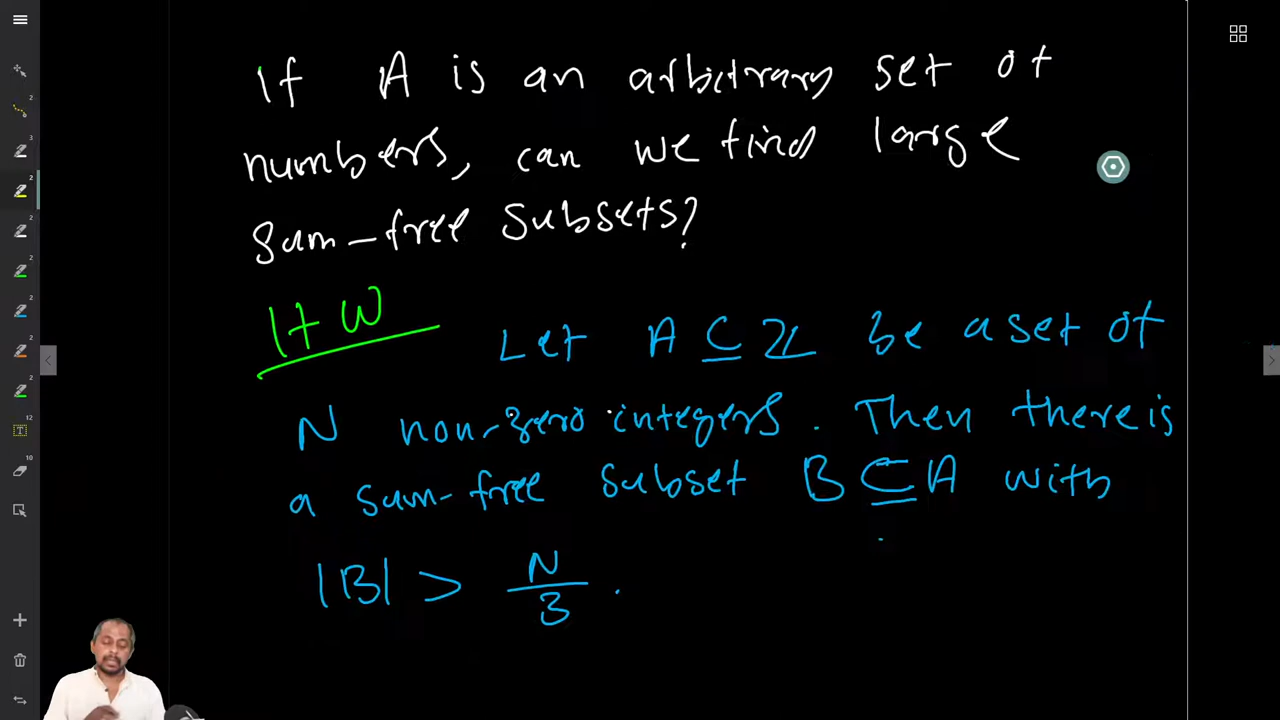 If A is an arbitrary set of
numbers, can we find large
sum-free subsets?
HW Let A ⊆ ℤ be a set of
N non-zero integers. Then there is
a sum-free subset B ⊆ A with
|B| > N/3.